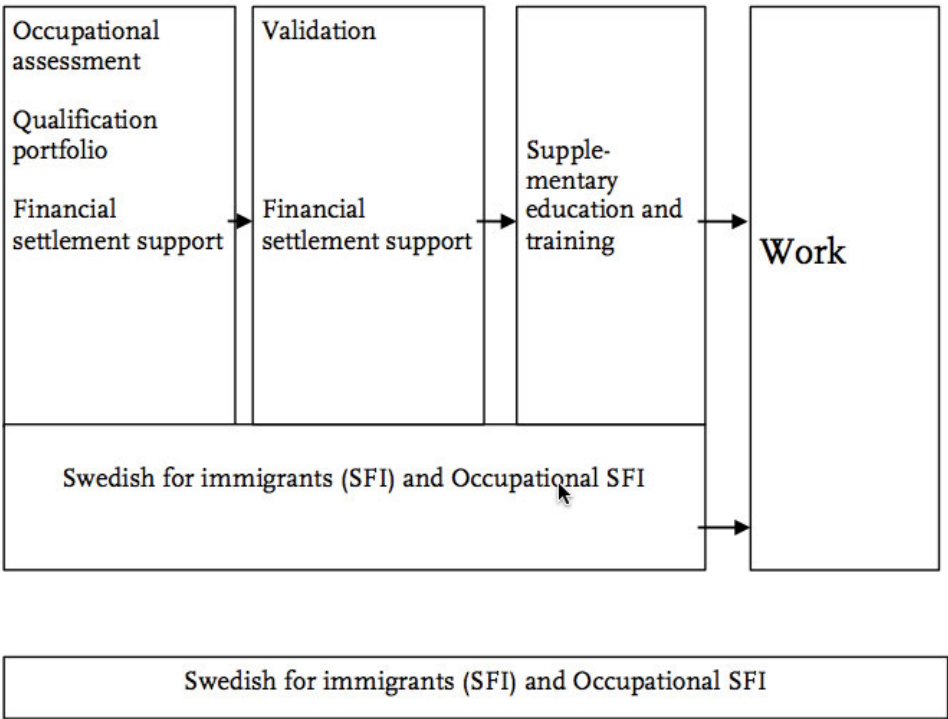 Occupational
assessment
Qualification
portfolio
Financial
settlement support
Validation
Financial
settlement support
Supple-
mentary
education and
training
Work
Swedish for immigrants (SFI) and Occupational SFI
Swedish for immigrants (SFI) and Occupational SFI